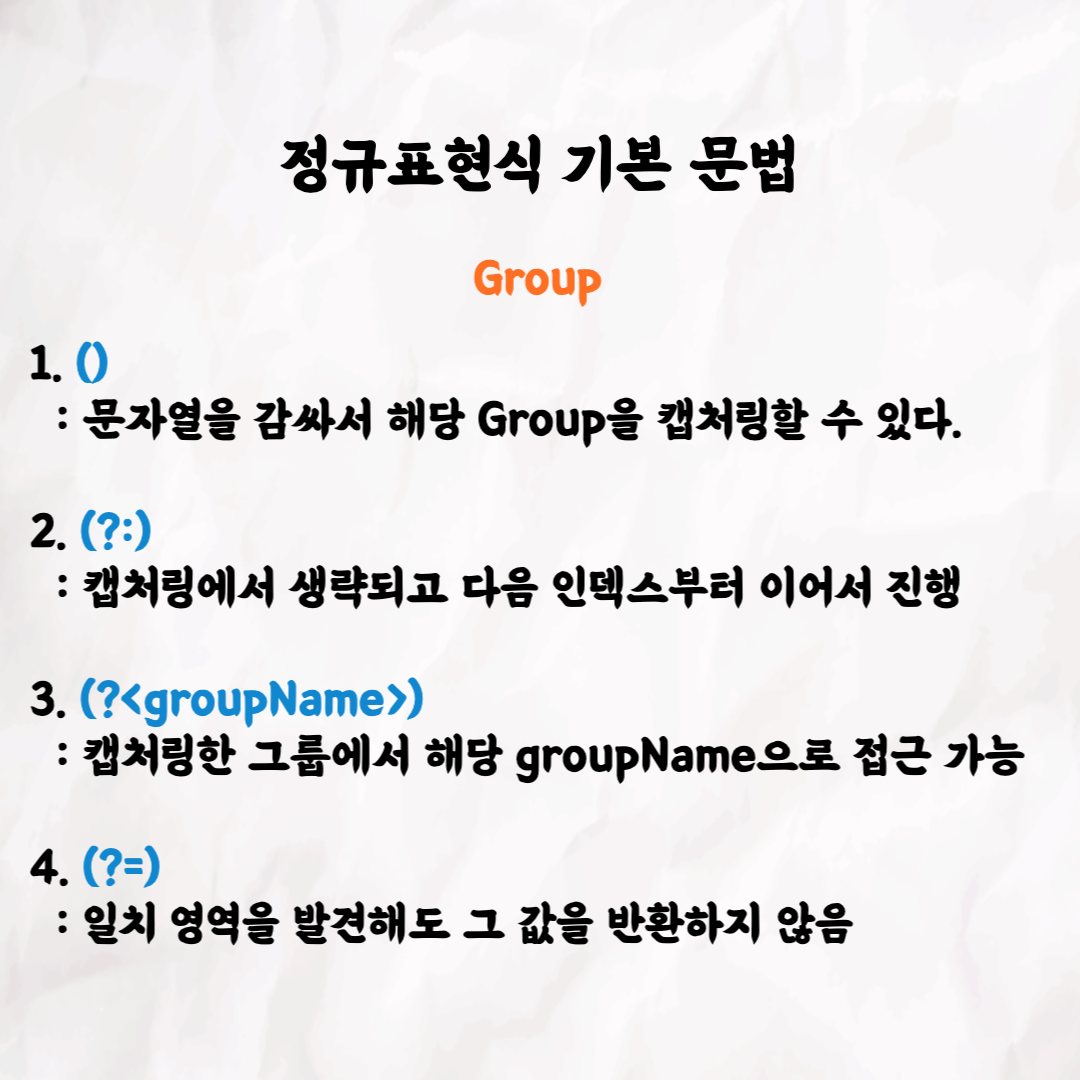 정규표현식 기본 문법
Group
1. ()
: 문자열을 감싸서 해당 Group을 캡처링할 수 있다.
2. (?:)
: 캡처링에서 생략되고 다음 인덱스부터 이어서 진행
3. (?<groupName>)
: 캡처링한 그룹에서 해당 groupName으로 접근 가능
4. (?=)
: 일치 영역을 발견해도 그 값을 반환하지 않음